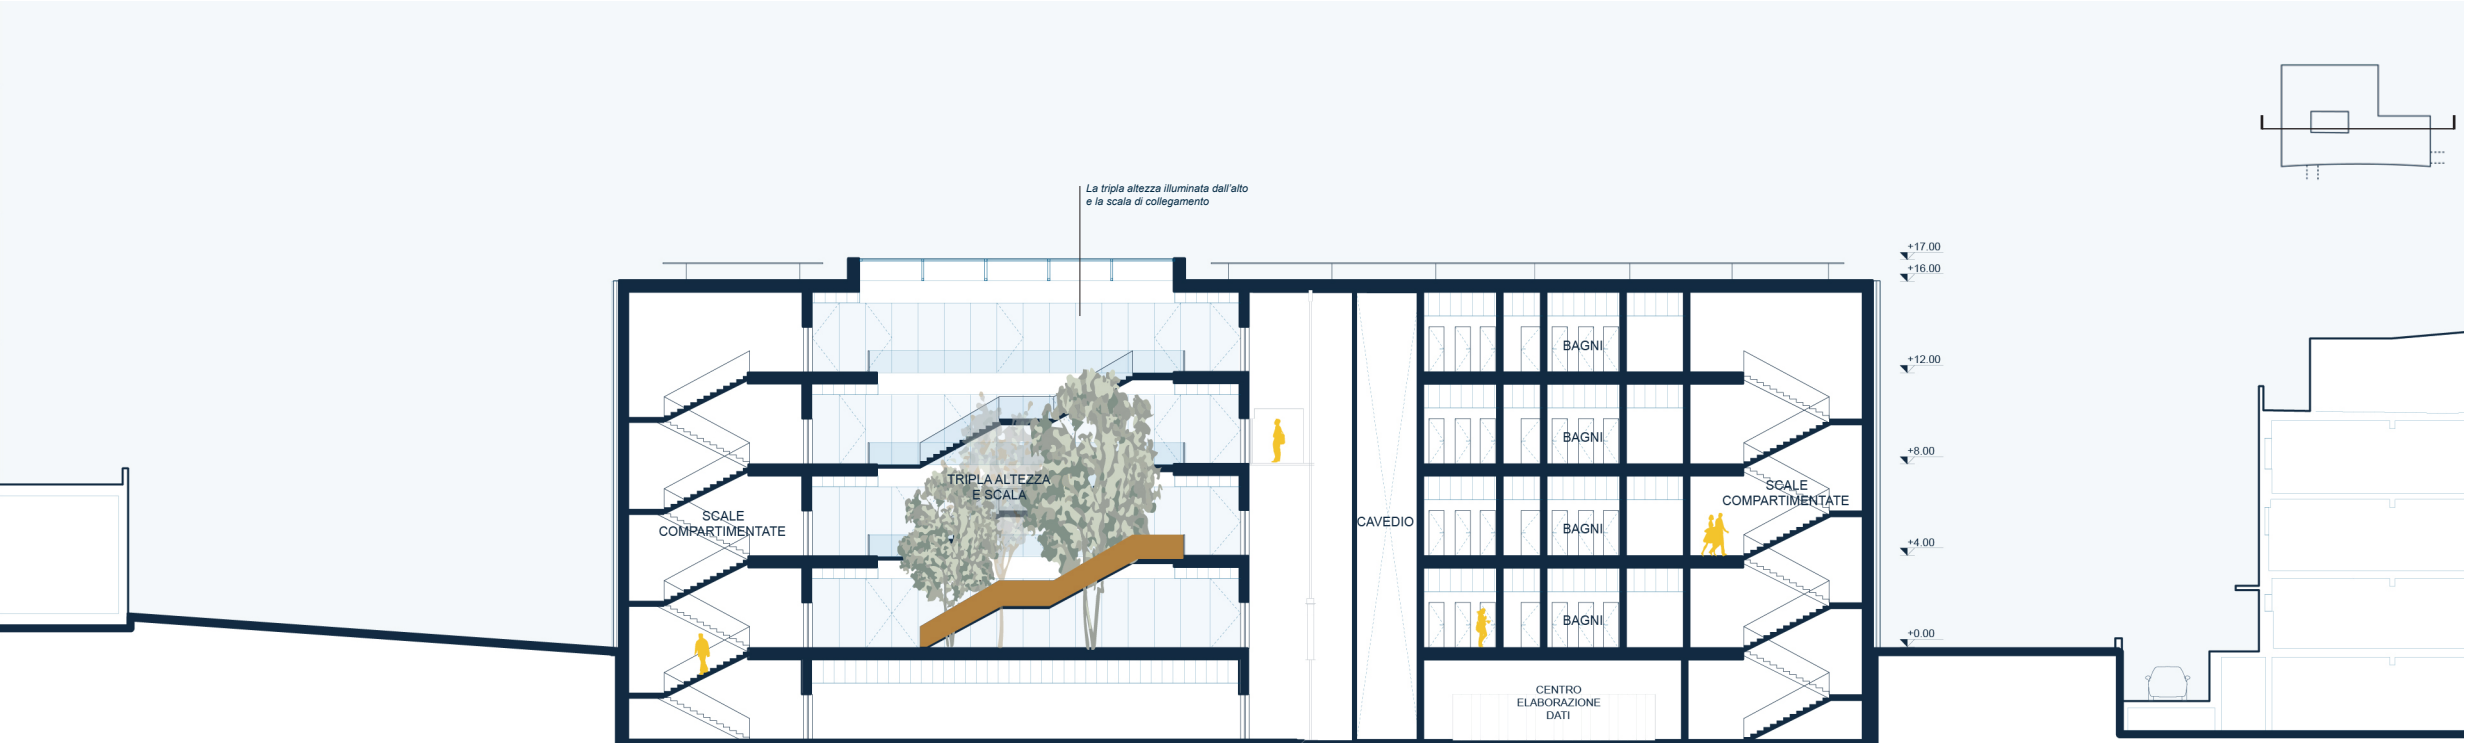 La tripla altezza illuminata dall'alto
e la scala di collegamento
+17.00
+16.00
+12.00
+8.00
+4.00
+0.00
BAGNI
BAGNI
BAGNI
BAGNI
TRIPLA ALTEZZA
E SCALA
SCALE
COMPARTIMENTATE
CAVEDIO
SCALE
COMPARTIMENTATE
CENTRO
ELABORAZIONE
DATI